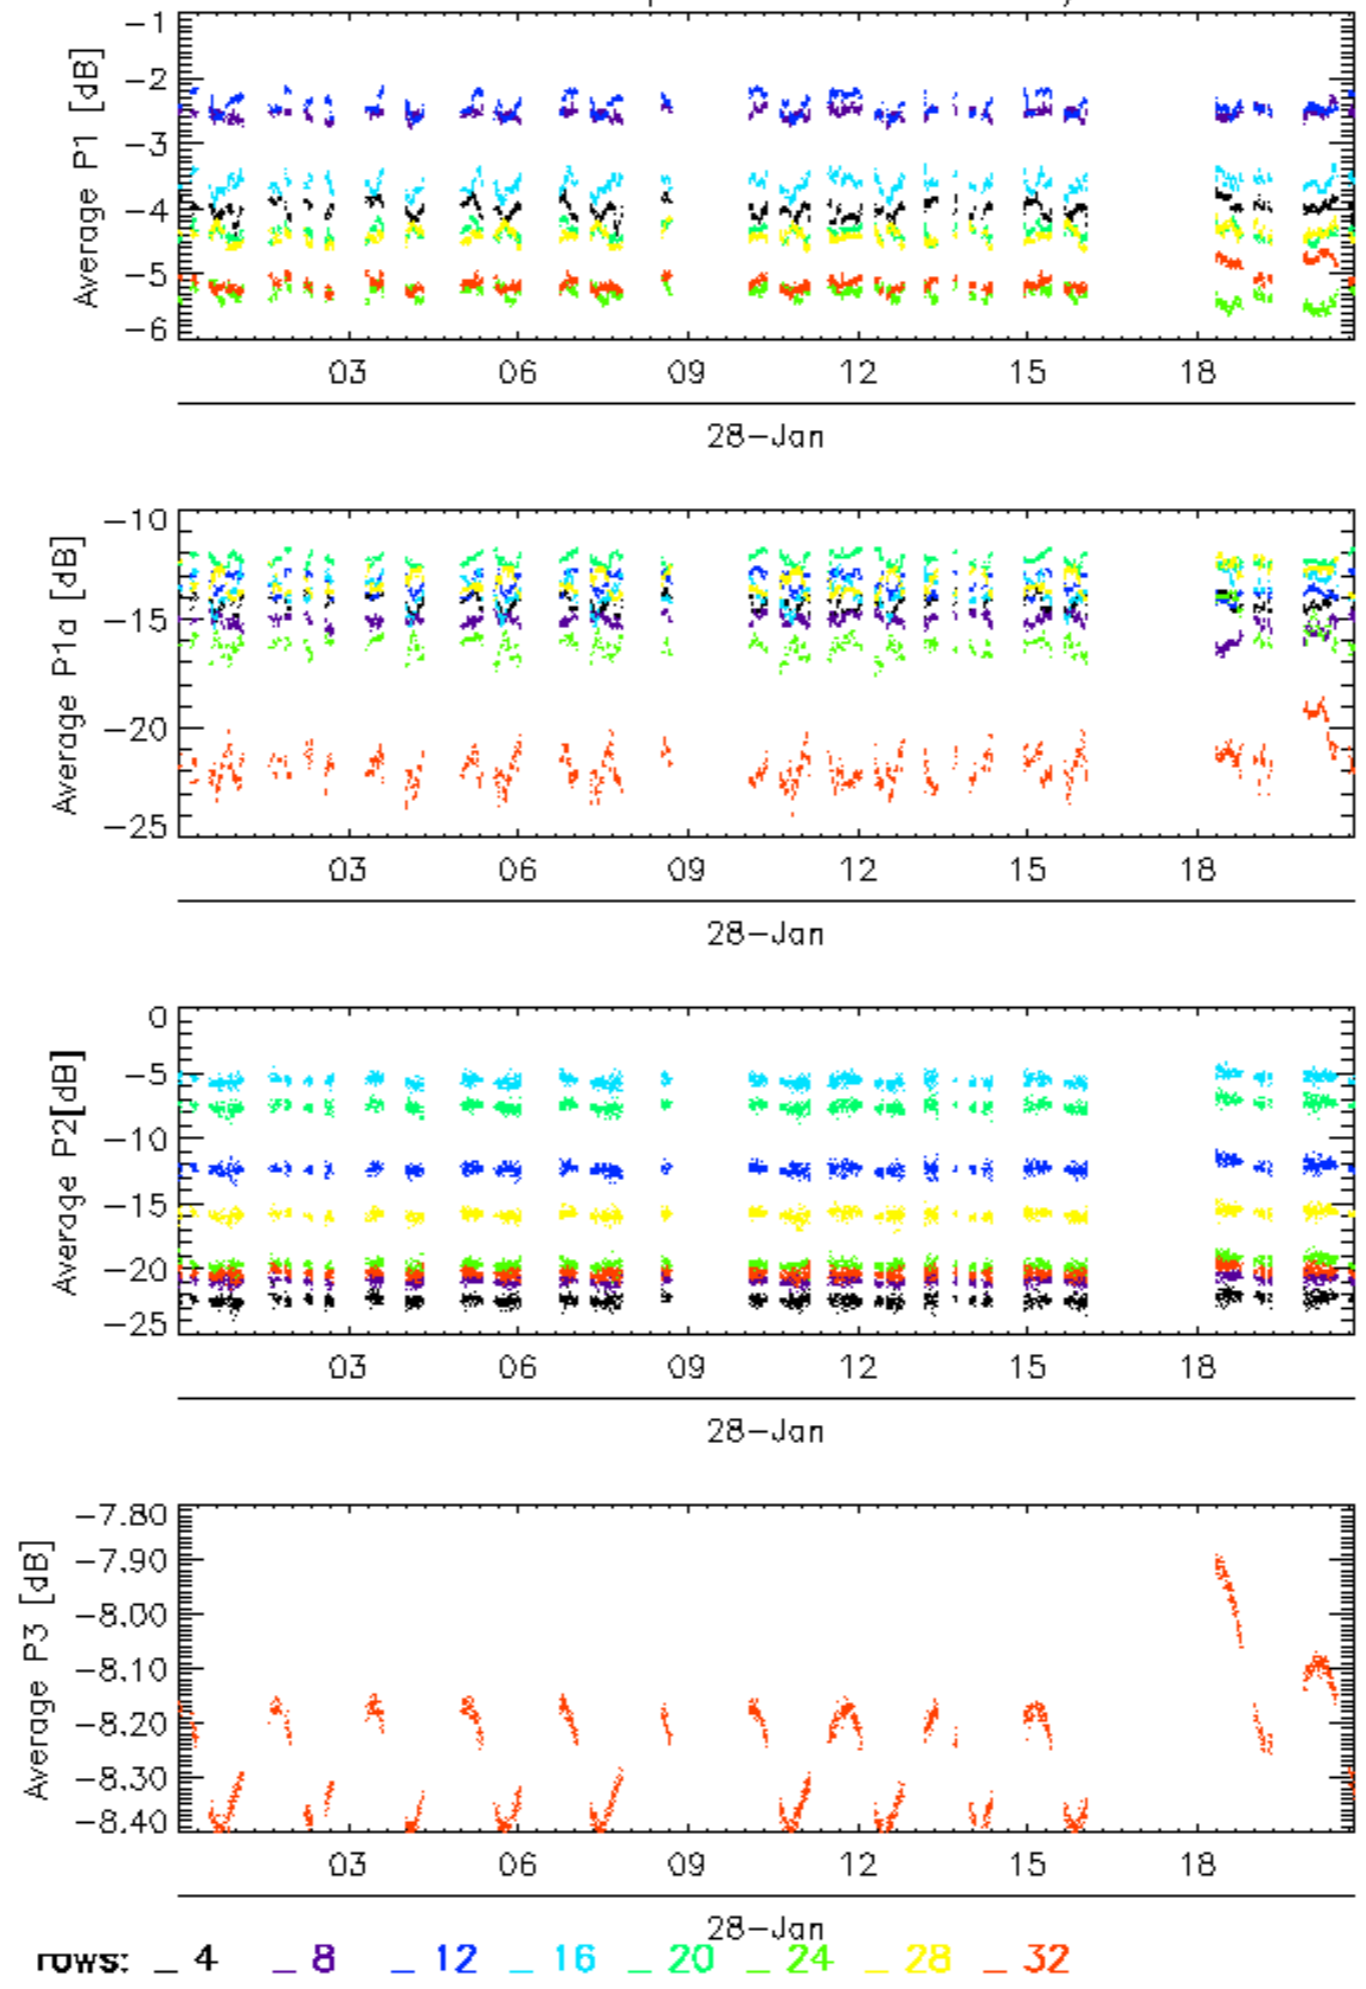 -1
-2
-3
-4
-5
-6
Average P1 [dB]
03 06 09 12 15 18
28-Jan
-10
-15
-20
-25
Average P1a [dB]
03 06 09 12 15 18
28-Jan
0
-5
-10
-15
-20
-25
Average P2[dB]
03 06 09 12 15 18
28-Jan
-7.80
-7.90
-8.00
-8.10
-8.20
-8.30
-8.40
Average P3 [dB]
03 06 09 12 15 18
28-Jan
rows: _ 4 _ 8 _ 12 _ 16 _ 20 _ 24 _ 28 _ 32